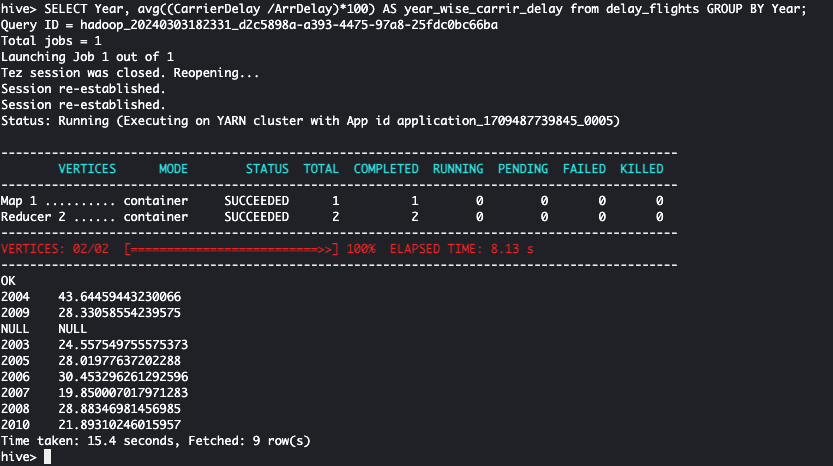 hive> SELECT Year, avg((CarrierDelay /ArrDelay)*100) AS year_wise_carrir_delay from delay_flights GROUP BY Year;
Query ID = hadoop_20240303182331_d2c5898a-a393-4475-97a8-25fdc0bc66ba
Total jobs = 1
Launching Job 1 out of 1
Tez session was closed. Reopening...
Session re-established.
Session re-established.
Status: Running (Executing on YARN cluster with App id application_1709487739845_0005)
----------------------------------------------------------------------------------------------
VERTICES MODE STATUS TOTAL COMPLETED RUNNING PENDING FAILED KILLED
----------------------------------------------------------------------------------------------
Map 1 .......... container SUCCEEDED 1 1 0 0 0 0
Reducer 2 ...... container SUCCEEDED 2 2 0 0 0 0
----------------------------------------------------------------------------------------------
VERTICES: 02/02 [==========================>>] 100% ELAPSED TIME: 8.13 s
----------------------------------------------------------------------------------------------
OK
2004 43.64459443230066
2009 28.33058554239575
NULL NULL
2003 24.557549755575373
2005 28.01977637202288
2006 30.453296261292596
2007 19.850007017971283
2008 28.88346981456985
2010 21.89310246015957
Time taken: 15.4 seconds, Fetched: 9 row(s)
hive>